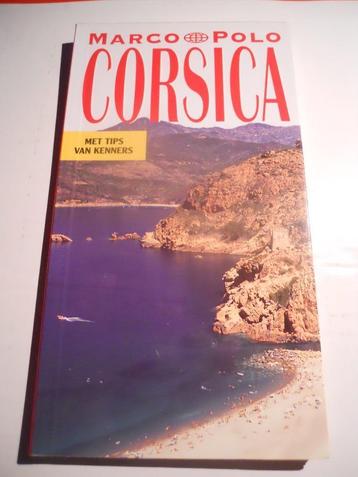 MARCO POLO
CORSICA
MET TIPS
VAN KENNERS